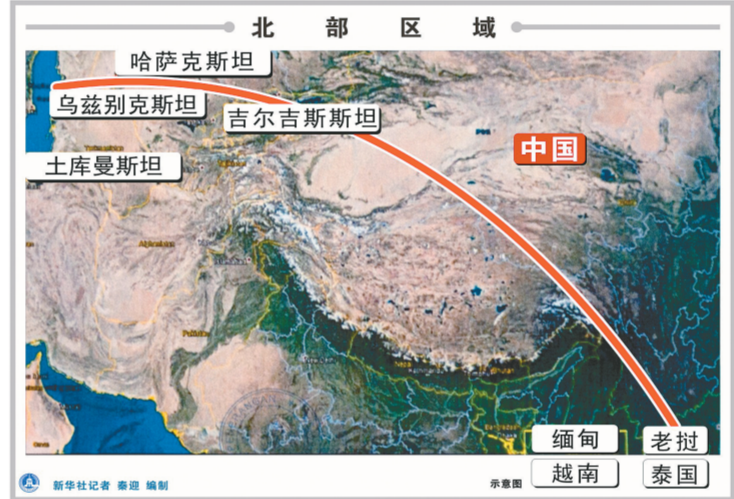 北部区域
哈萨克斯坦
乌兹别克斯坦
吉尔吉斯斯坦
中国
土库曼斯坦
Afghanistan
Pakistan
缅甸
老挝
越南
泰国
新华社记者 秦迎 编制
示意图